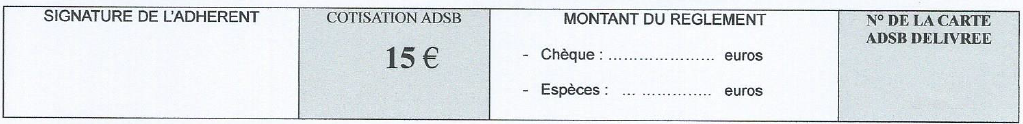 SIGNATURE DE L'ADHERENT
COTISATION ADSB
15 €
MONTANT DU REGLEMENT
- Chèque : ..................... euros
- Espèces : ... .............. euros
N° DE LA CARTE
ADSB DELIVREE